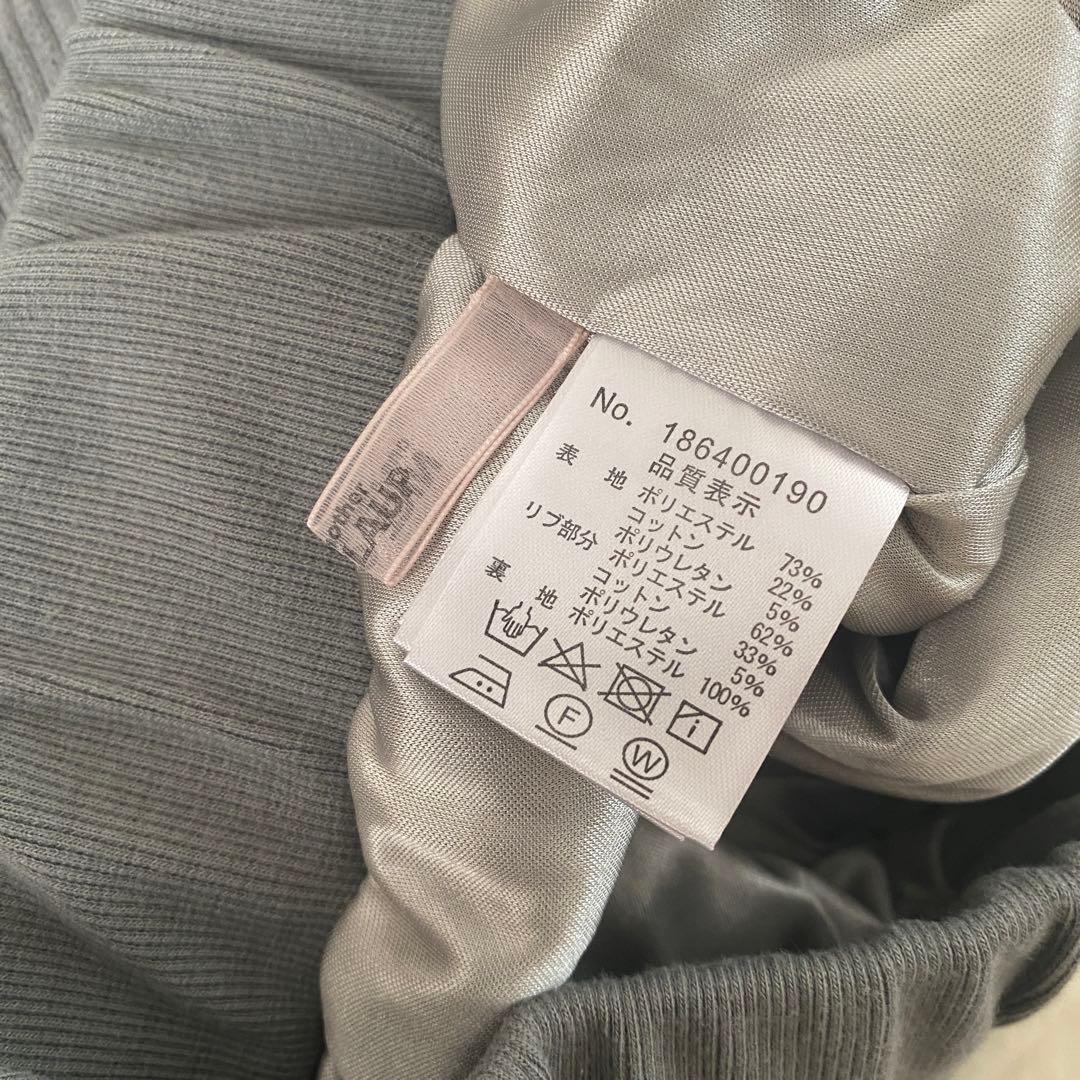 No. 186400190
品質表示
表 地 ポリエステル 73%
コットン 22%
ポリウレタン 5%
リブ部分 ポリエステル 62%
コットン 33%
ポリウレタン 5%
裏 地 ポリエステル 100%
i
F
W